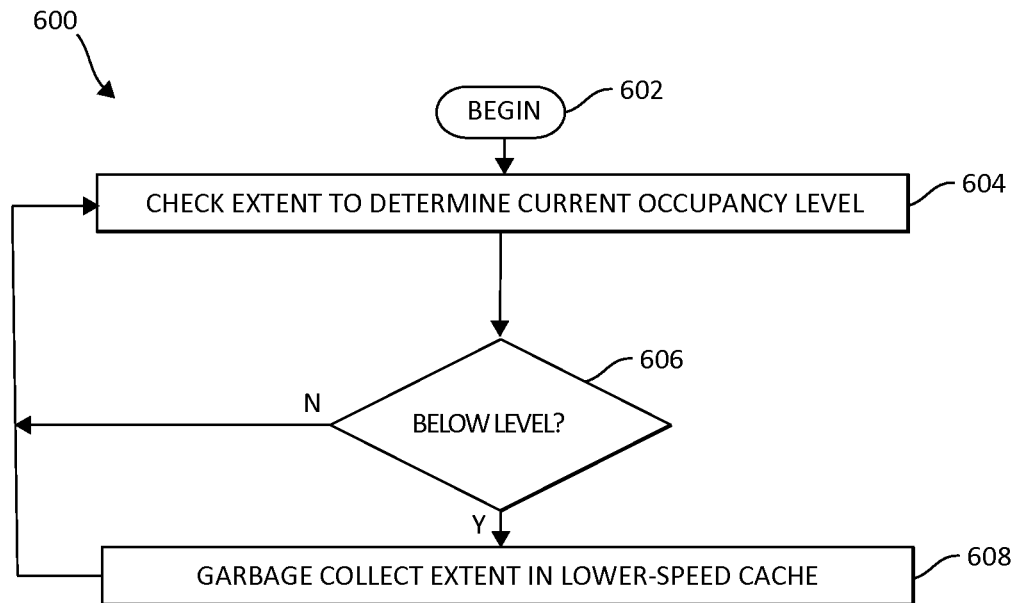 600
BEGIN
602
CHECK EXTENT TO DETERMINE CURRENT OCCUPANCY LEVEL
604
606
N
BELOW LEVEL?
Y
GARBAGE COLLECT EXTENT IN LOWER-SPEED CACHE
608